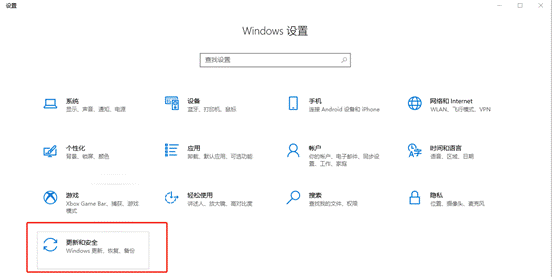 设置
Windows 设置
查找设置
系统
显示、声音、通知、电源
设备
蓝牙、打印机、鼠标
手机
连接 Android 设备和 iPhone
网络和 Internet
WLAN、飞行模式、VPN
个性化
背景、锁屏、颜色
应用
卸载、默认应用、可选功能
帐户
你的帐户、电子邮件、同步设
置、工作、家庭
时间和语言
语音、区域、日期
游戏
Xbox Game Bar、捕获、游戏
模式
轻松使用
讲述人、放大镜、高对比度
搜索
查找我的文件、权限
隐私
位置、摄像头、麦克风
更新和安全
Windows 更新、恢复、备份